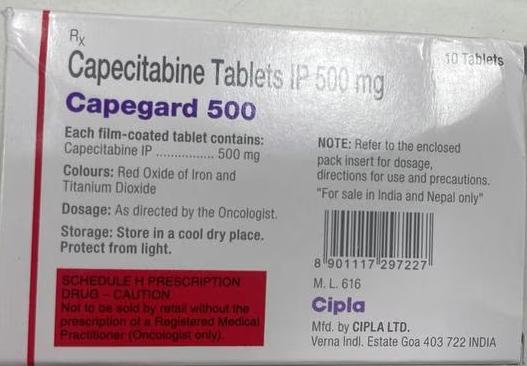 Rx
Capecitabine Tablets IP 500 mg
10 Tablets
Capegard 500
Each film-coated tablet contains:
Capecitabine IP ................ 500 mg
Colours: Red Oxide of Iron and
Titanium Dioxide
Dosage: As directed by the Oncologist.
Storage: Store in a cool dry place.
Protect from light.
SCHEDULE H PRESCRIPTION
DRUG – CAUTION
Not to be sold by retail without the
prescription of a Registered Medical
Practitioner (Oncologist only).
NOTE: Refer to the enclosed
pack insert for dosage,
directions for use and precautions.
"For sale in India and Nepal only"
8 901117 297227
M. L. 616
Cipla
Mfd. by CIPLA LTD.
Verna Indl. Estate Goa 403 722 INDIA